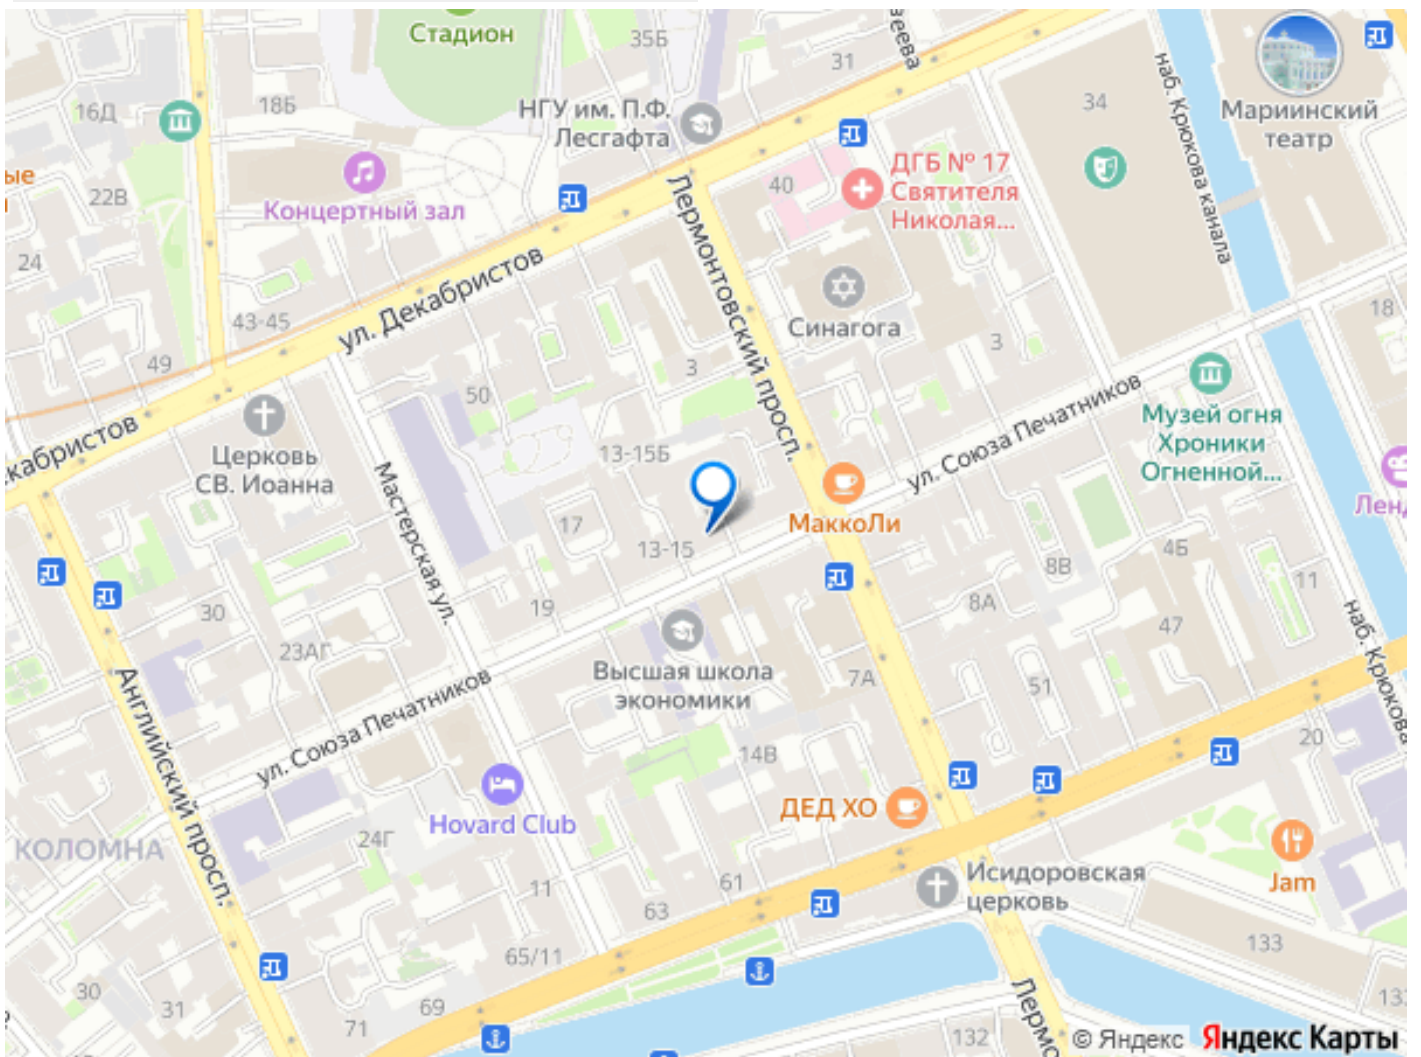 Стадион
35Б
31
16Д
18Б
НГУ им. П.Ф.
Лесгафта
34
наб. Крюкова канала
Мариинский
театр
ые
22В
Концертный зал
40
ДГБ № 17
Святителя
Николая...
Лермонтовский просп.
24
43-45
ул. Декабристов
Синагога
3
18
49
50
3
Музей огня
Хроники
Огненной...
кабристов
Церковь
СВ. Иоанна
13-15Б
ул. Союза Печатников
Мастерская ул.
МаккоЛи
Ленд
17
13-15
4Б
8В
11
30
19
8А
47
наб. Крюкова
23АГ
Высшая школа
экономики
7А
51
Английский просп.
ул. Союза Печатников
14В
20
Hovard Club
ДЕД ХО
КОЛОМНА
24Г
11
61
Исидоровская
церковь
Jam
63
65/11
133
30
31
69
71
132
Лермо
133
© Яндекс
Яндекс Карты